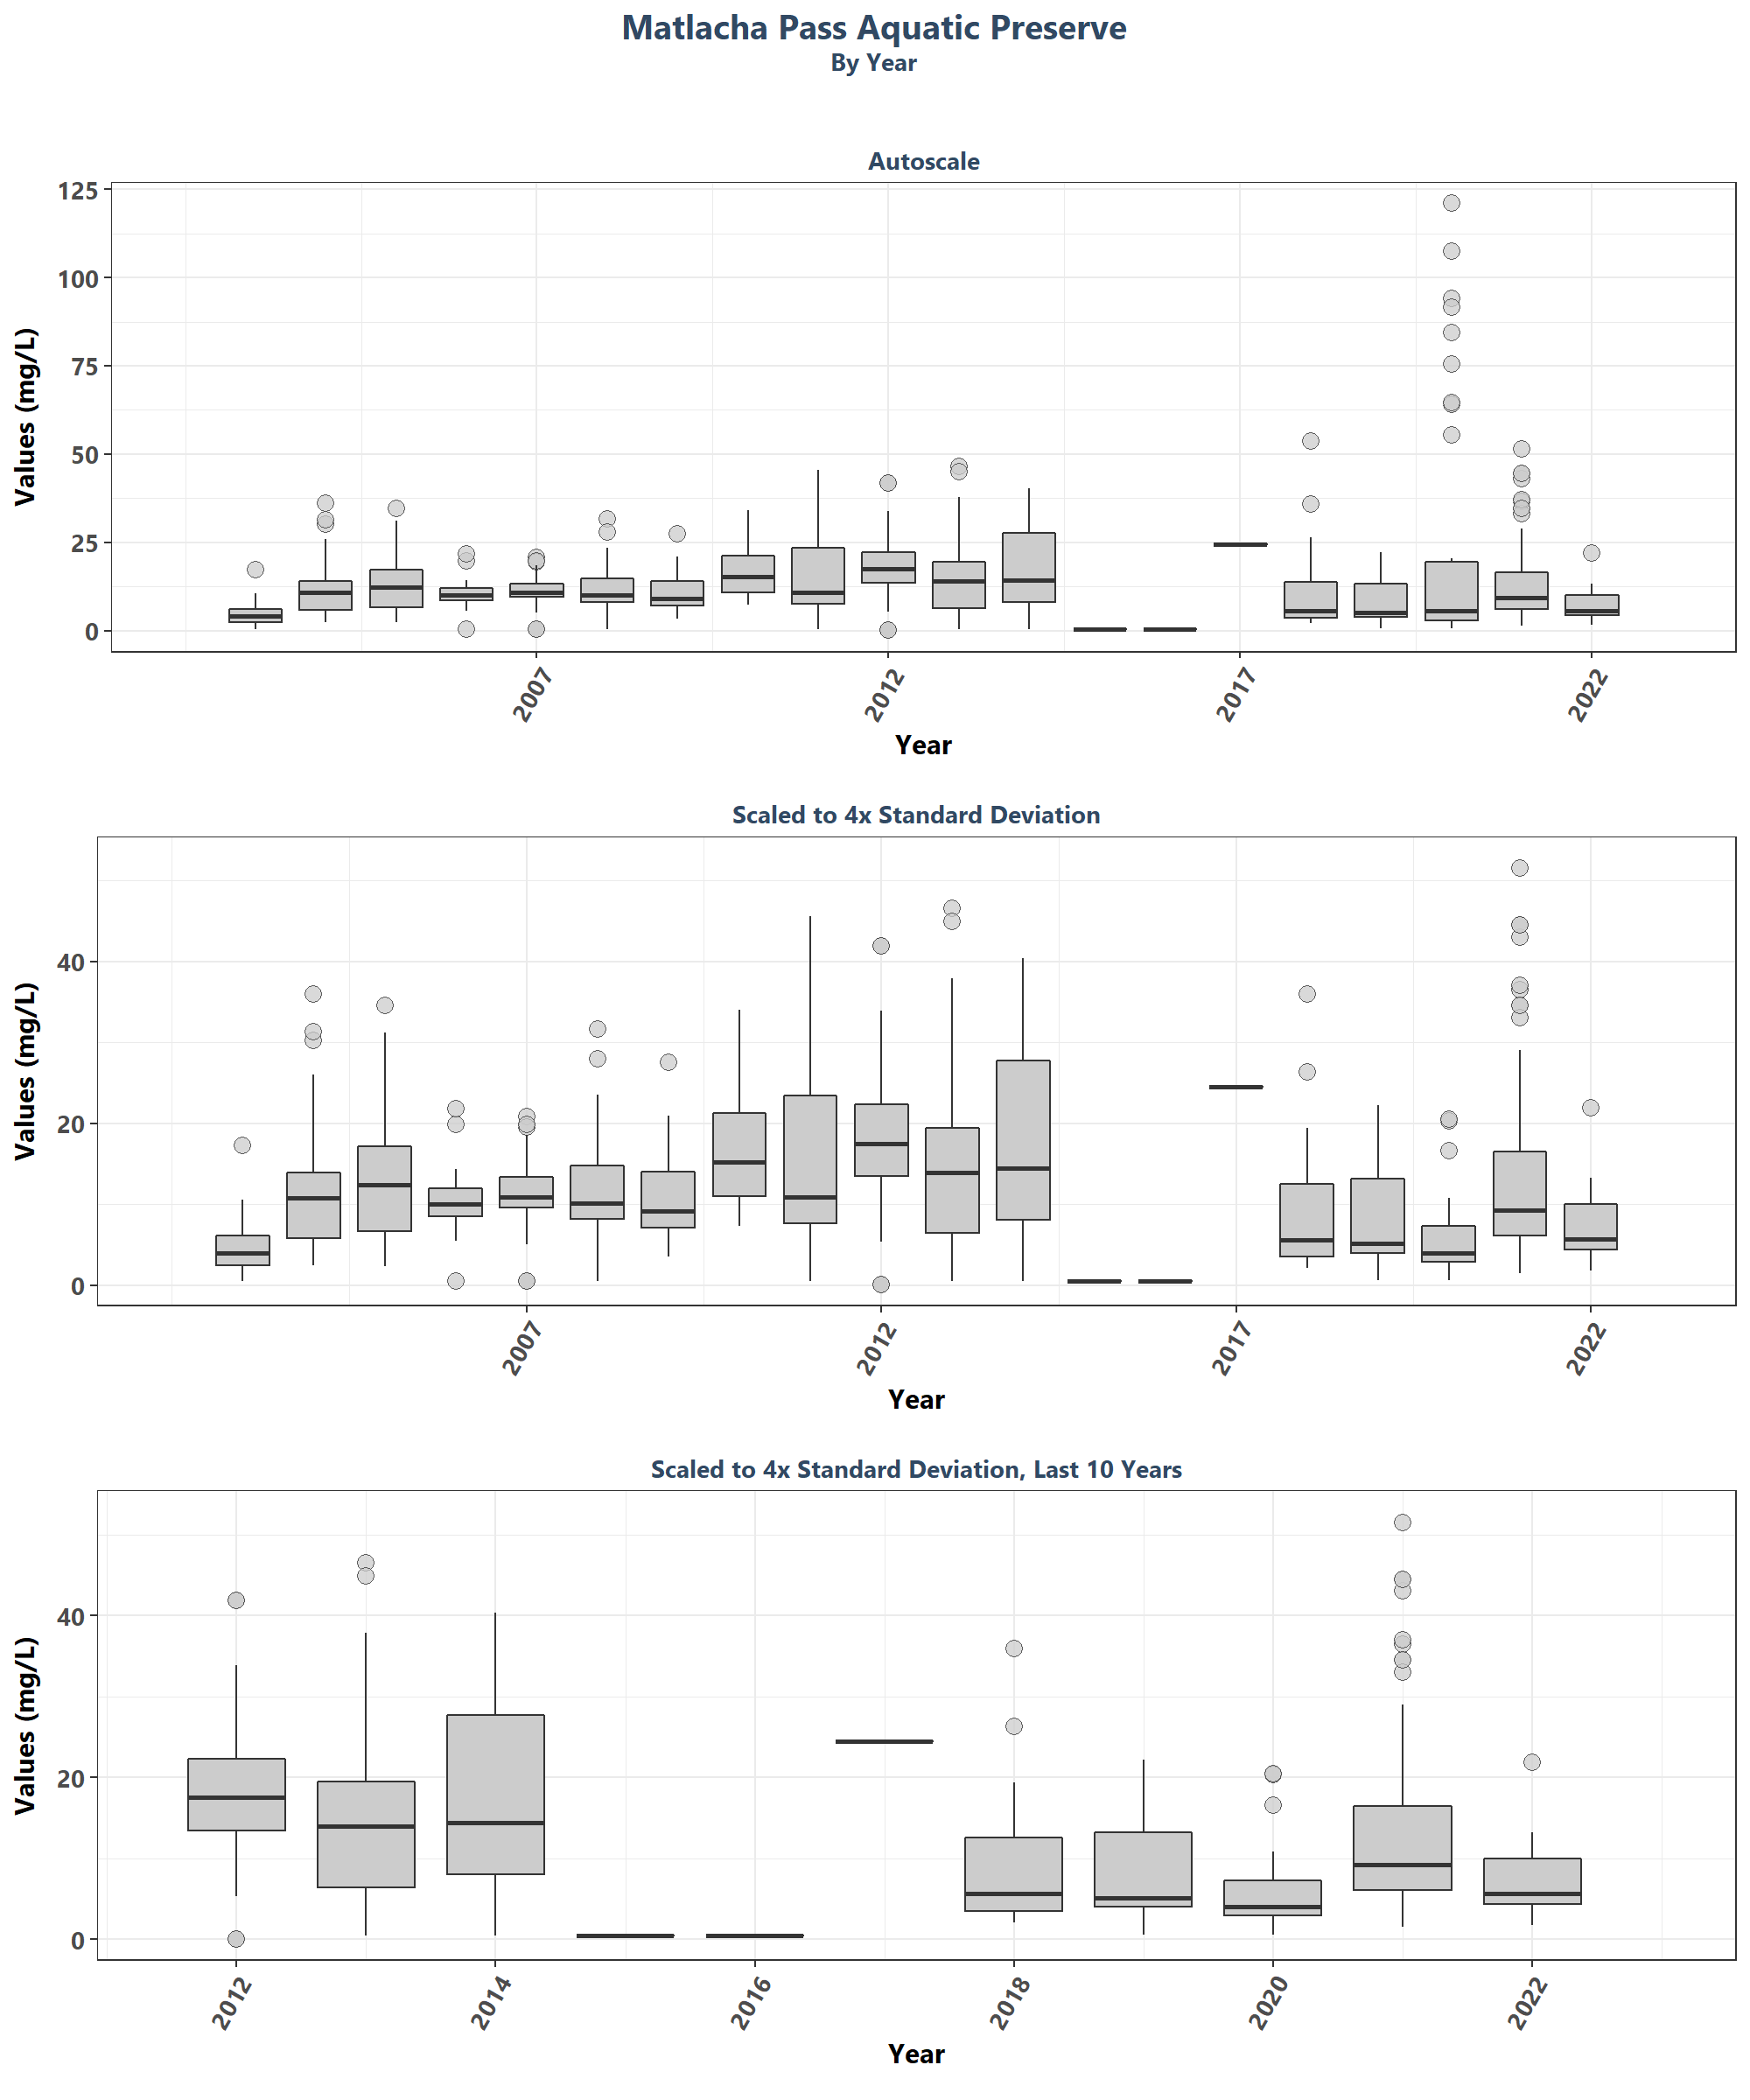 Matlacha Pass Aquatic Preserve
By Year
Autoscale
Values (mg/L)
125
100
75
50
25
0
2007
2012
2017
2022
Year
Scaled to 4x Standard Deviation
Values (mg/L)
40
20
0
2007
2012
2017
2022
Year
Scaled to 4x Standard Deviation, Last 10 Years
Values (mg/L)
40
20
0
2012
2014
2016
2018
2020
2022
Year